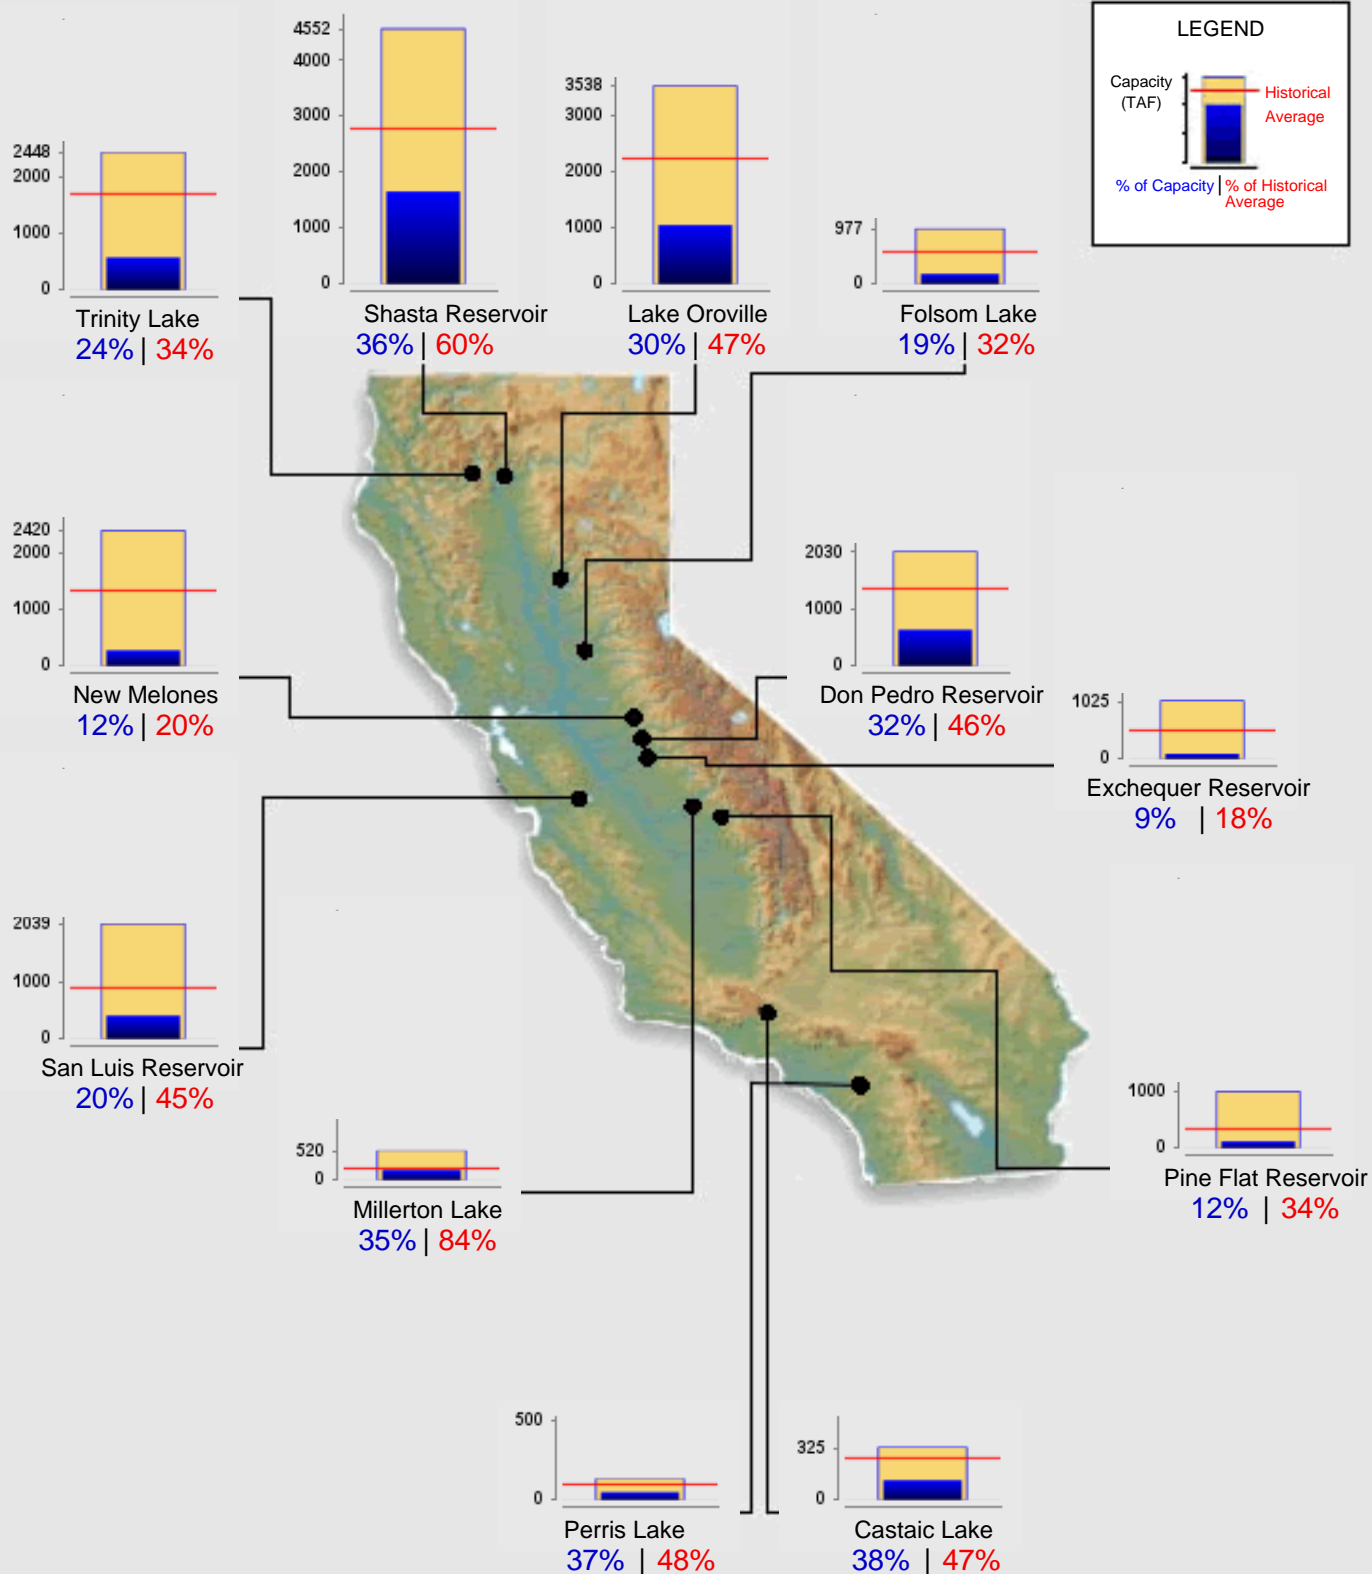 LEGEND
Capacity
(TAF)
Historical
Average
% of Capacity | % of Historical
Average
4552
4000
3000
2000
1000
0
Shasta Reservoir
36% | 60%
3538
3000
2000
1000
0
Lake Oroville
30% | 47%
2448
2000
1000
0
Trinity Lake
24% | 34%
977
0
Folsom Lake
19% | 32%
2420
2000
1000
0
New Melones
12% | 20%
2030
1000
0
Don Pedro Reservoir
32% | 46%
1025
0
Exchequer Reservoir
9% | 18%
2039
1000
0
San Luis Reservoir
20% | 45%
520
0
Millerton Lake
35% | 84%
1000
0
Pine Flat Reservoir
12% | 34%
500
0
Perris Lake
37% | 48%
325
0
Castaic Lake
38% | 47%